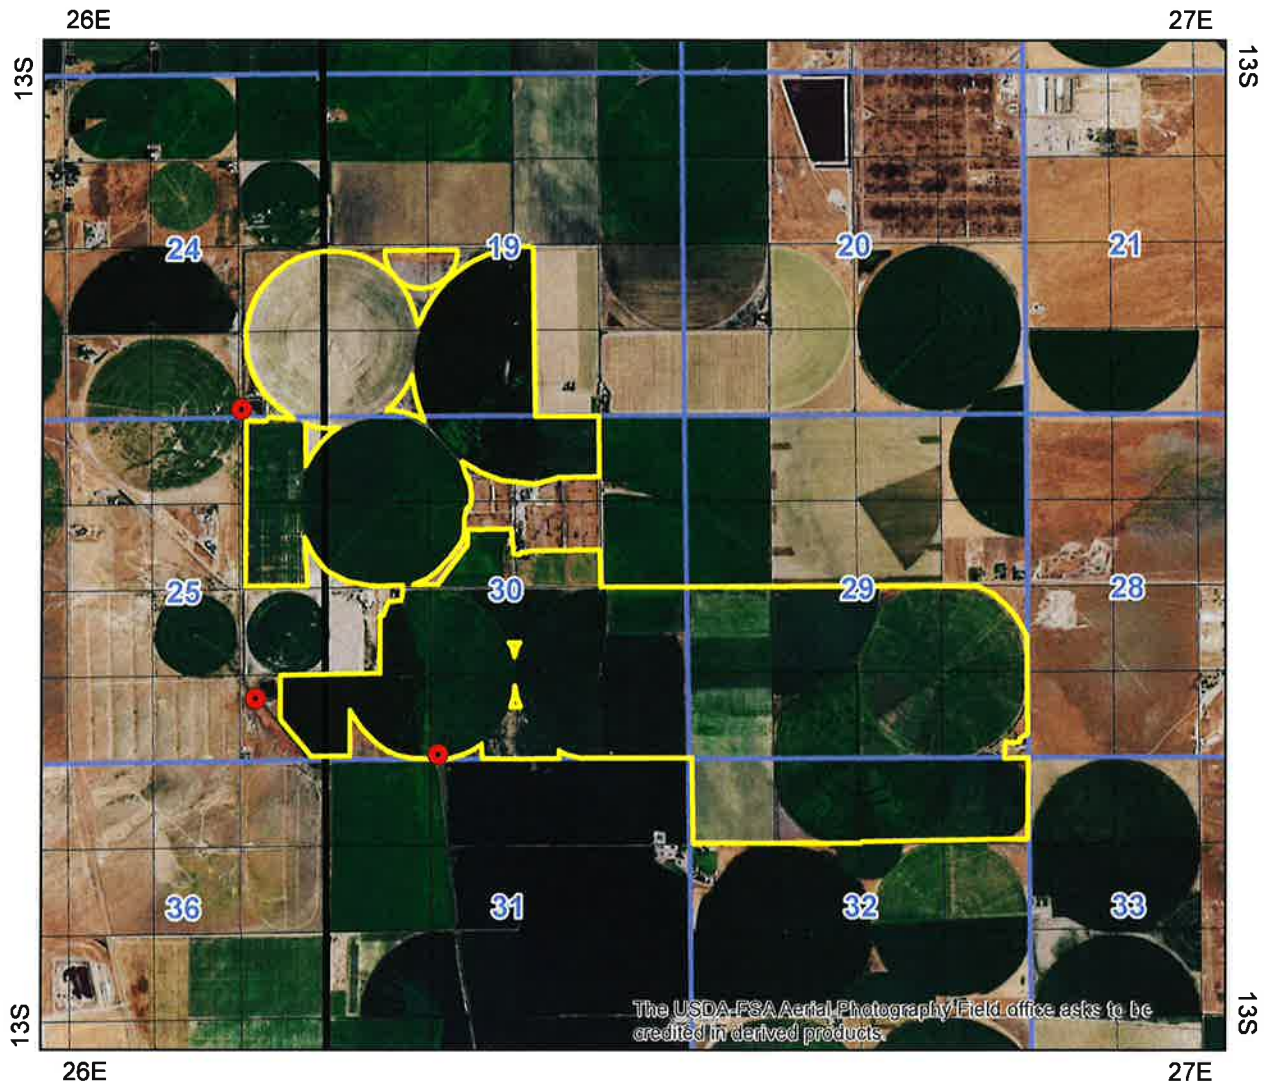 26E 27E
13S 13S
24 19 20 21
25 30 29 28
36 31 32 33
The USDA-FSA Aerial Photography Field office asks to be
credited in derived products.
13S 13S
26E 27E